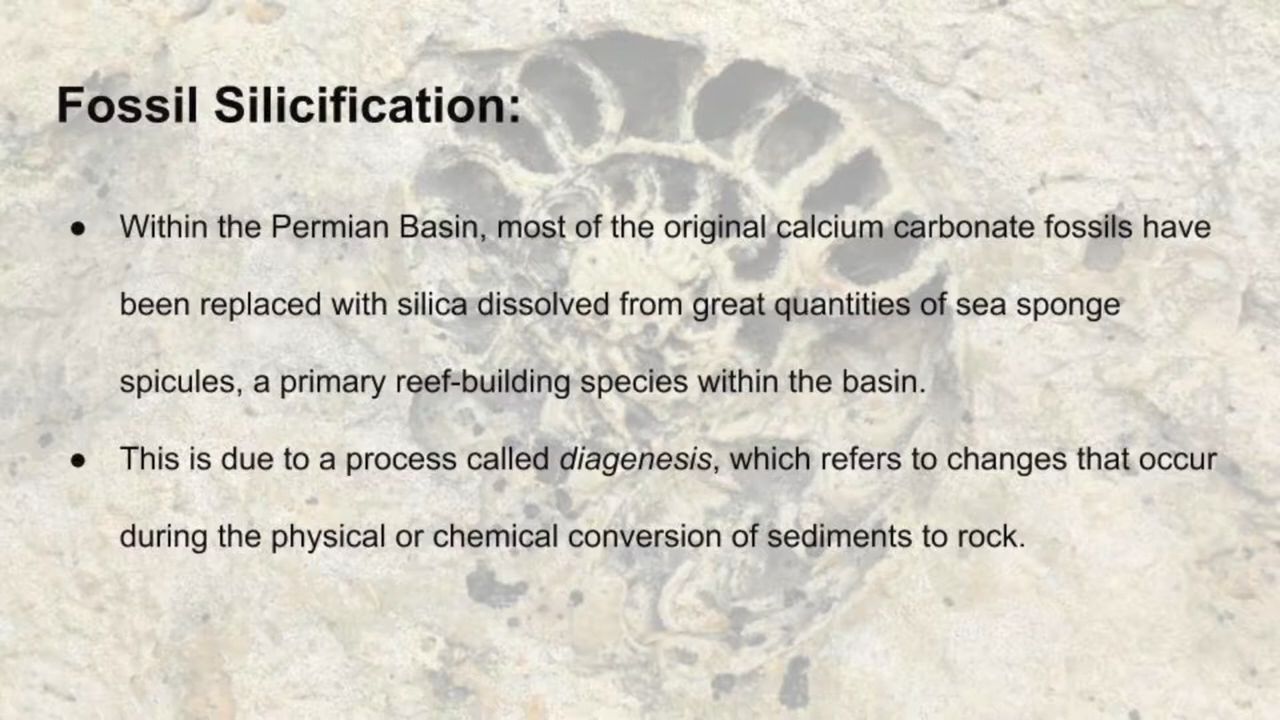 Fossil Silicification:
● Within the Permian Basin, most of the original calcium carbonate fossils have
been replaced with silica dissolved from great quantities of sea sponge
spicules, a primary reef-building species within the basin.
● This is due to a process called diagenesis, which refers to changes that occur
during the physical or chemical conversion of sediments to rock.